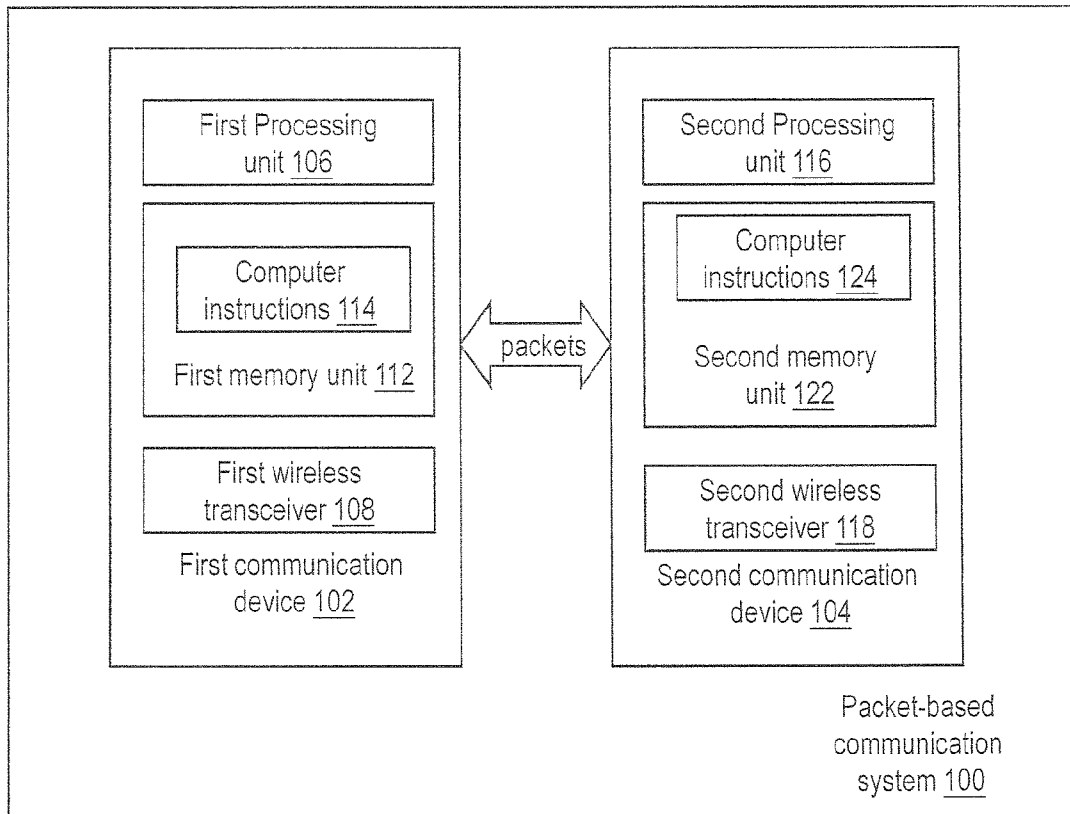 First Processing
unit 106
Computer
instructions 114
First memory unit 112
First wireless
transceiver 108
First communication
device 102
packets
Second Processing
unit 116
Computer
instructions 124
Second memory
unit 122
Second wireless
transceiver 118
Second communication
device 104
Packet-based
communication
system 100